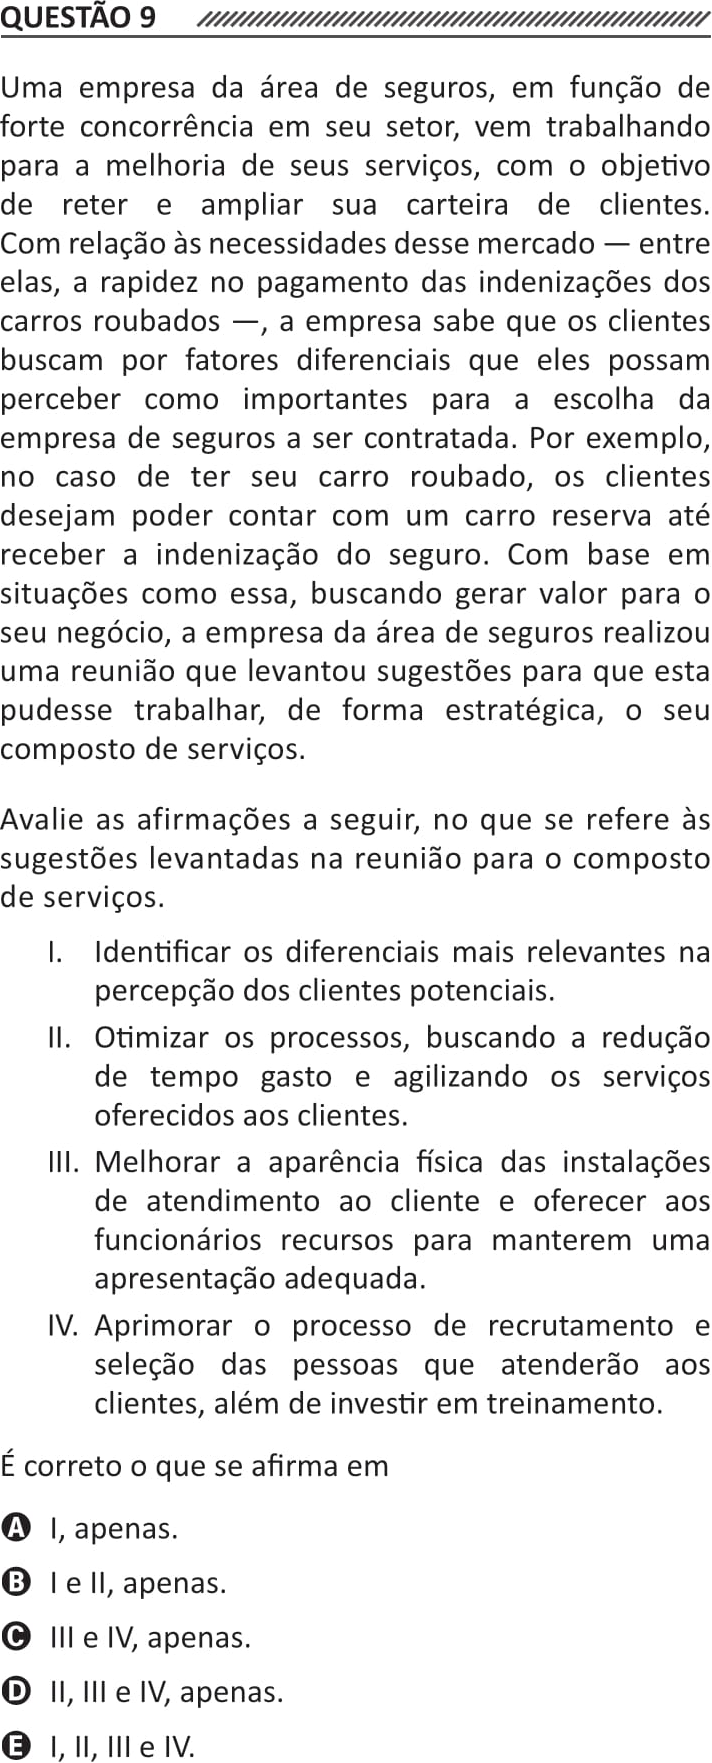 QUESTÃO 9
Uma empresa da área de seguros, em função de
forte concorrência em seu setor, vem trabalhando
para a melhoria de seus serviços, com o objetivo
de reter e ampliar sua carteira de clientes.
Com relação às necessidades desse mercado — entre
elas, a rapidez no pagamento das indenizações dos
carros roubados —, a empresa sabe que os clientes
buscam por fatores diferenciais que eles possam
perceber como importantes para a escolha da
empresa de seguros a ser contratada. Por exemplo,
no caso de ter seu carro roubado, os clientes
desejam poder contar com um carro reserva até
receber a indenização do seguro. Com base em
situações como essa, buscando gerar valor para o
seu negócio, a empresa da área de seguros realizou
uma reunião que levantou sugestões para que esta
pudesse trabalhar, de forma estratégica, o seu
composto de serviços.
Avalie as afirmações a seguir, no que se refere às
sugestões levantadas na reunião para o composto
de serviços.
I. Identificar os diferenciais mais relevantes na
percepção dos clientes potenciais.
II. Otimizar os processos, buscando a redução
de tempo gasto e agilizando os serviços
oferecidos aos clientes.
III. Melhorar a aparência física das instalações
de atendimento ao cliente e oferecer aos
funcionários recursos para manterem uma
apresentação adequada.
IV. Aprimorar o processo de recrutamento e
seleção das pessoas que atenderão aos
clientes, além de investir em treinamento.
É correto o que se afirma em
A I, apenas.
B I e II, apenas.
C III e IV, apenas.
D II, III e IV, apenas.
E I, II, III e IV.